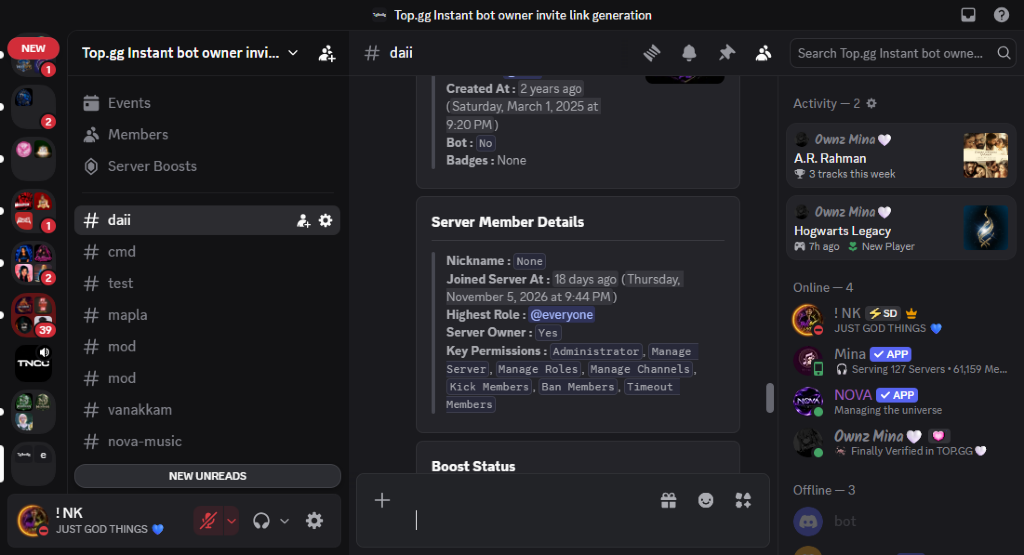 Top.gg Instant bot owner invite link generation
NEW
1
2
1
2
39
TNCL
e
Top.gg Instant bot owner invi...
Events
Members
Server Boosts
daii
cmd
test
mapla
mod
mod
vanakkam
nova-music
NEW UNREADS
! NK
JUST GOD THINGS 💙
# daii
Search Top.gg Instant bot owne...
Created At : 2 years ago
(Saturday, March 1, 2025 at
9:20 PM)
Bot : No
Badges : None
Server Member Details
Nickname : None
Joined Server At : 18 days ago (Thursday,
November 5, 2026 at 9:44 PM)
Highest Role : @everyone
Server Owner : Yes
Key Permissions : Administrator, Manage
Server, Manage Roles, Manage Channels,
Kick Members, Ban Members, Timeout
Members
Boost Status
Activity — 2
Ownz Mina🤍
A.R. Rahman
3 tracks this week
Ownz Mina🤍
Hogwarts Legacy
7h ago New Player
Online — 4
! NK ⚡SD
JUST GOD THINGS 💙
Mina ✓ APP
Serving 127 Servers • 61,159 Me...
NOVA ✓ APP
NOVA
Managing the universe
Ownz Mina🤍
Finally Verified in TOP.GG🤍
Offline — 3
bot